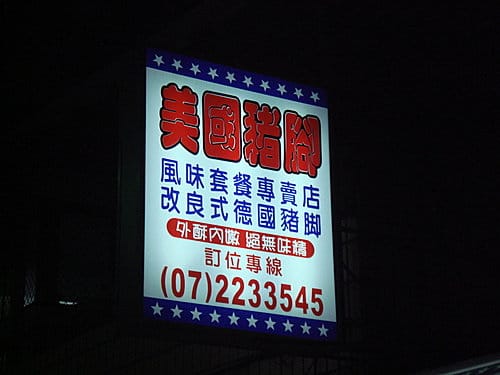 美國豬腳
風味套餐專賣店
改良式德國豬脚
外酥內嫩 絕無味精
訂位專線
(07)2233545